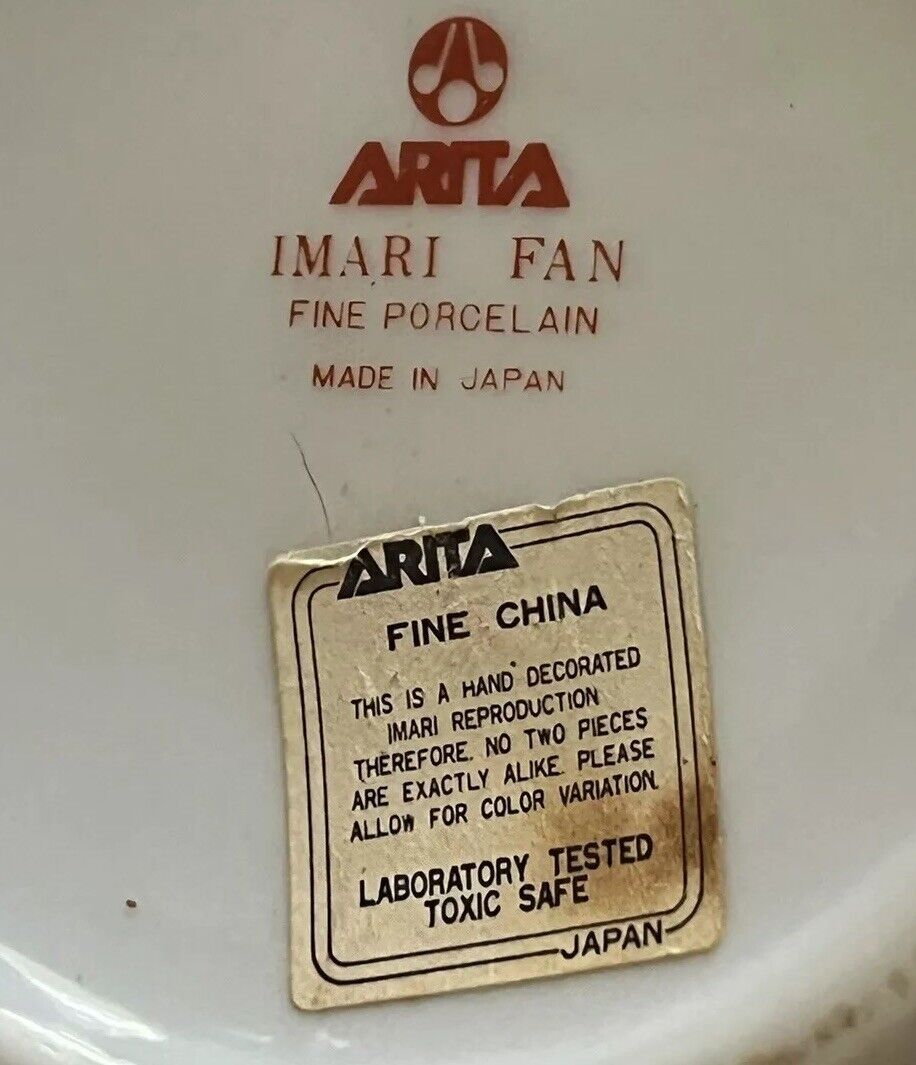 ARITA
IMARI FAN
FINE PORCELAIN
MADE IN JAPAN
ARITA
FINE CHINA
THIS IS A HAND DECORATED
IMARI REPRODUCTION
THEREFORE, NO TWO PIECES
ARE EXACTLY ALIKE. PLEASE
ALLOW FOR COLOR VARIATION.
LABORATORY TESTED
TOXIC SAFE
JAPAN